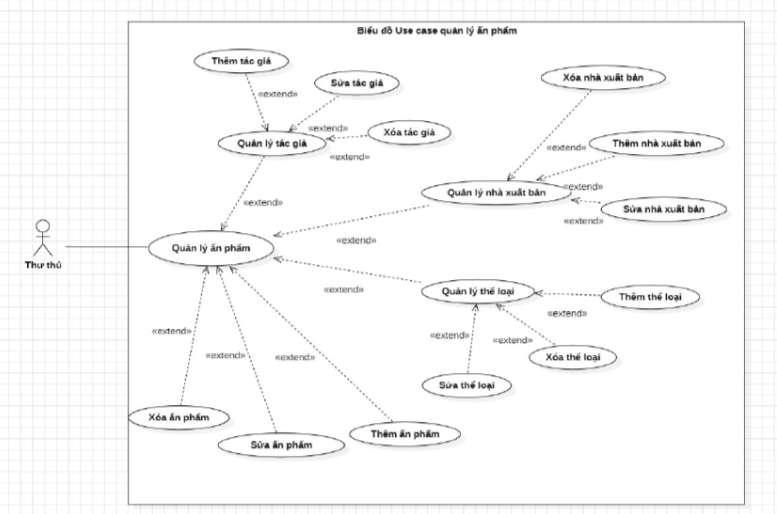 Biểu đồ Use case quản lý ấn phẩm
Thêm tác giả
Sửa tác giả
Xóa nhà xuất bản
«extend»
«extend»
Xóa tác giả
Quản lý tác giả
«extend»
«extend»
Thêm nhà xuất bản
«extend»
Quản lý nhà xuất bản
«extend»
Sửa nhà xuất bản
«extend»
«extend»
Quản lý ấn phẩm
Thư thủ
«extend»
Quản lý thể loại
Thêm thể loại
«extend»
«extend»
«extend»
«extend»
«extend»
«extend»
«extend»
Xóa thể loại
Sửa thể loại
Xóa ấn phẩm
Thêm ấn phẩm
Sửa ấn phẩm